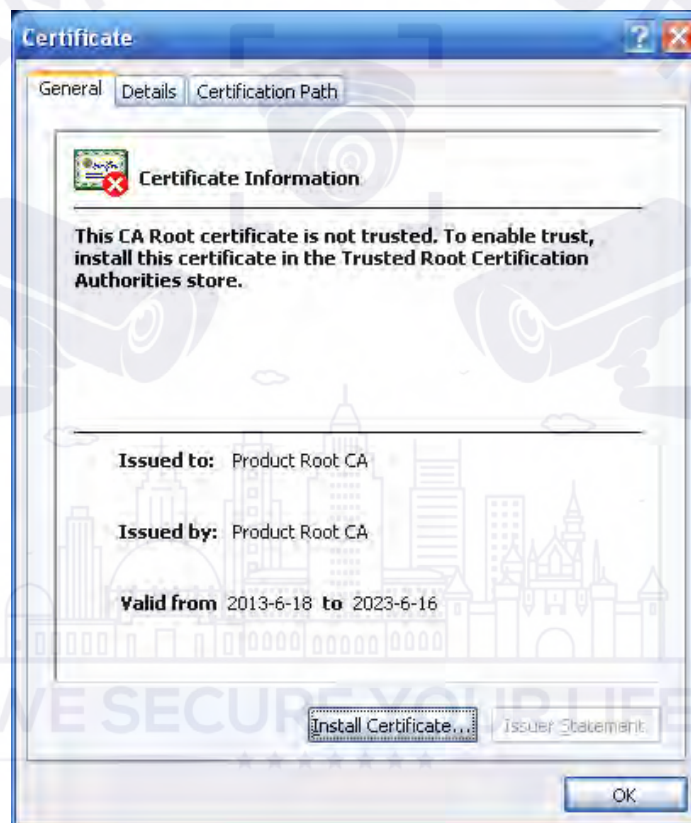 Certificate
General Details Certification Path
Certificate Information
This CA Root certificate is not trusted. To enable trust,
install this certificate in the Trusted Root Certification
Authorities store.
Issued to: Product Root CA
Issued by: Product Root CA
Valid from 2013-6-18 to 2023-6-16
WE SECURE YOUR LIFE
Install Certificate... Issuer Statement
OK